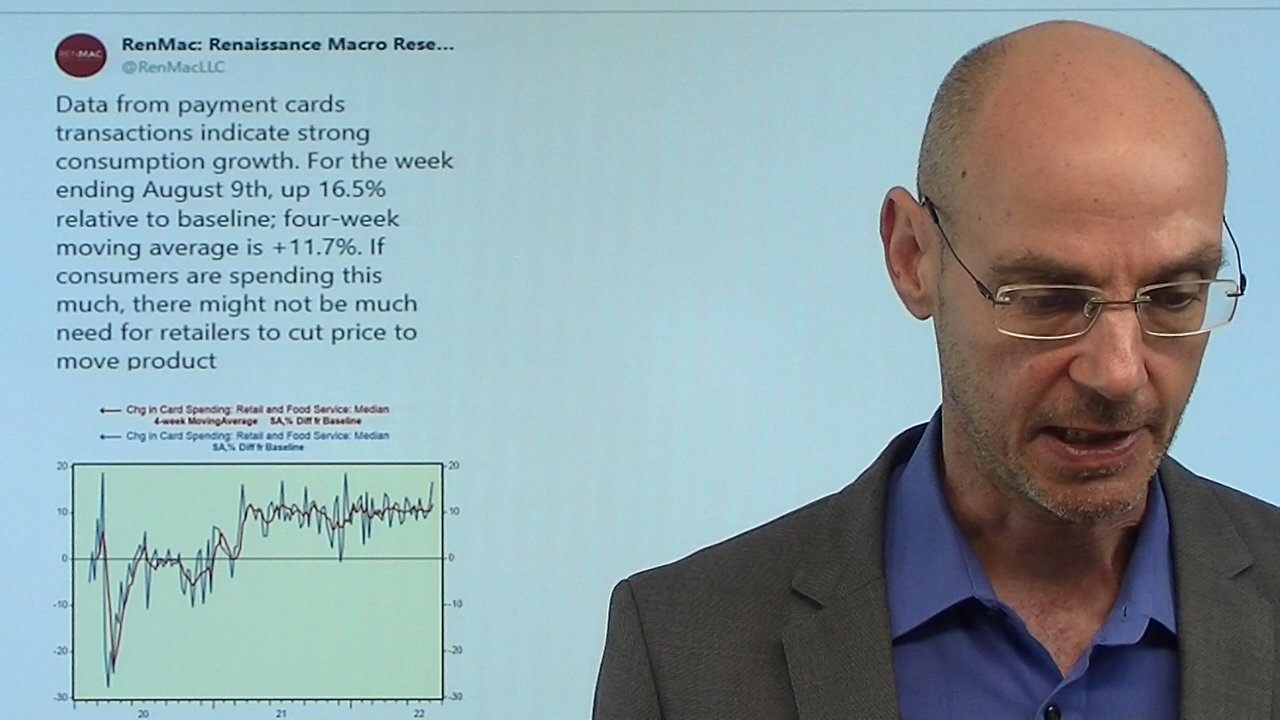 RENMAC
RenMac: Renaissance Macro Rese...
@RenMacLLC
Data from payment cards
transactions indicate strong
consumption growth. For the week
ending August 9th, up 16.5%
relative to baseline; four-week
moving average is +11.7%. If
consumers are spending this
much, there might not be much
need for retailers to cut price to
move product
Chg in Card Spending: Retail and Food Service: Median
4-week MovingAverage SA,% Diff fr Baseline
Chg in Card Spending: Retail and Food Service: Median
SA,% Diff fr Baseline
20 20
10 10
0 0
-10 -10
-20 -20
-30 -30
20 21 22